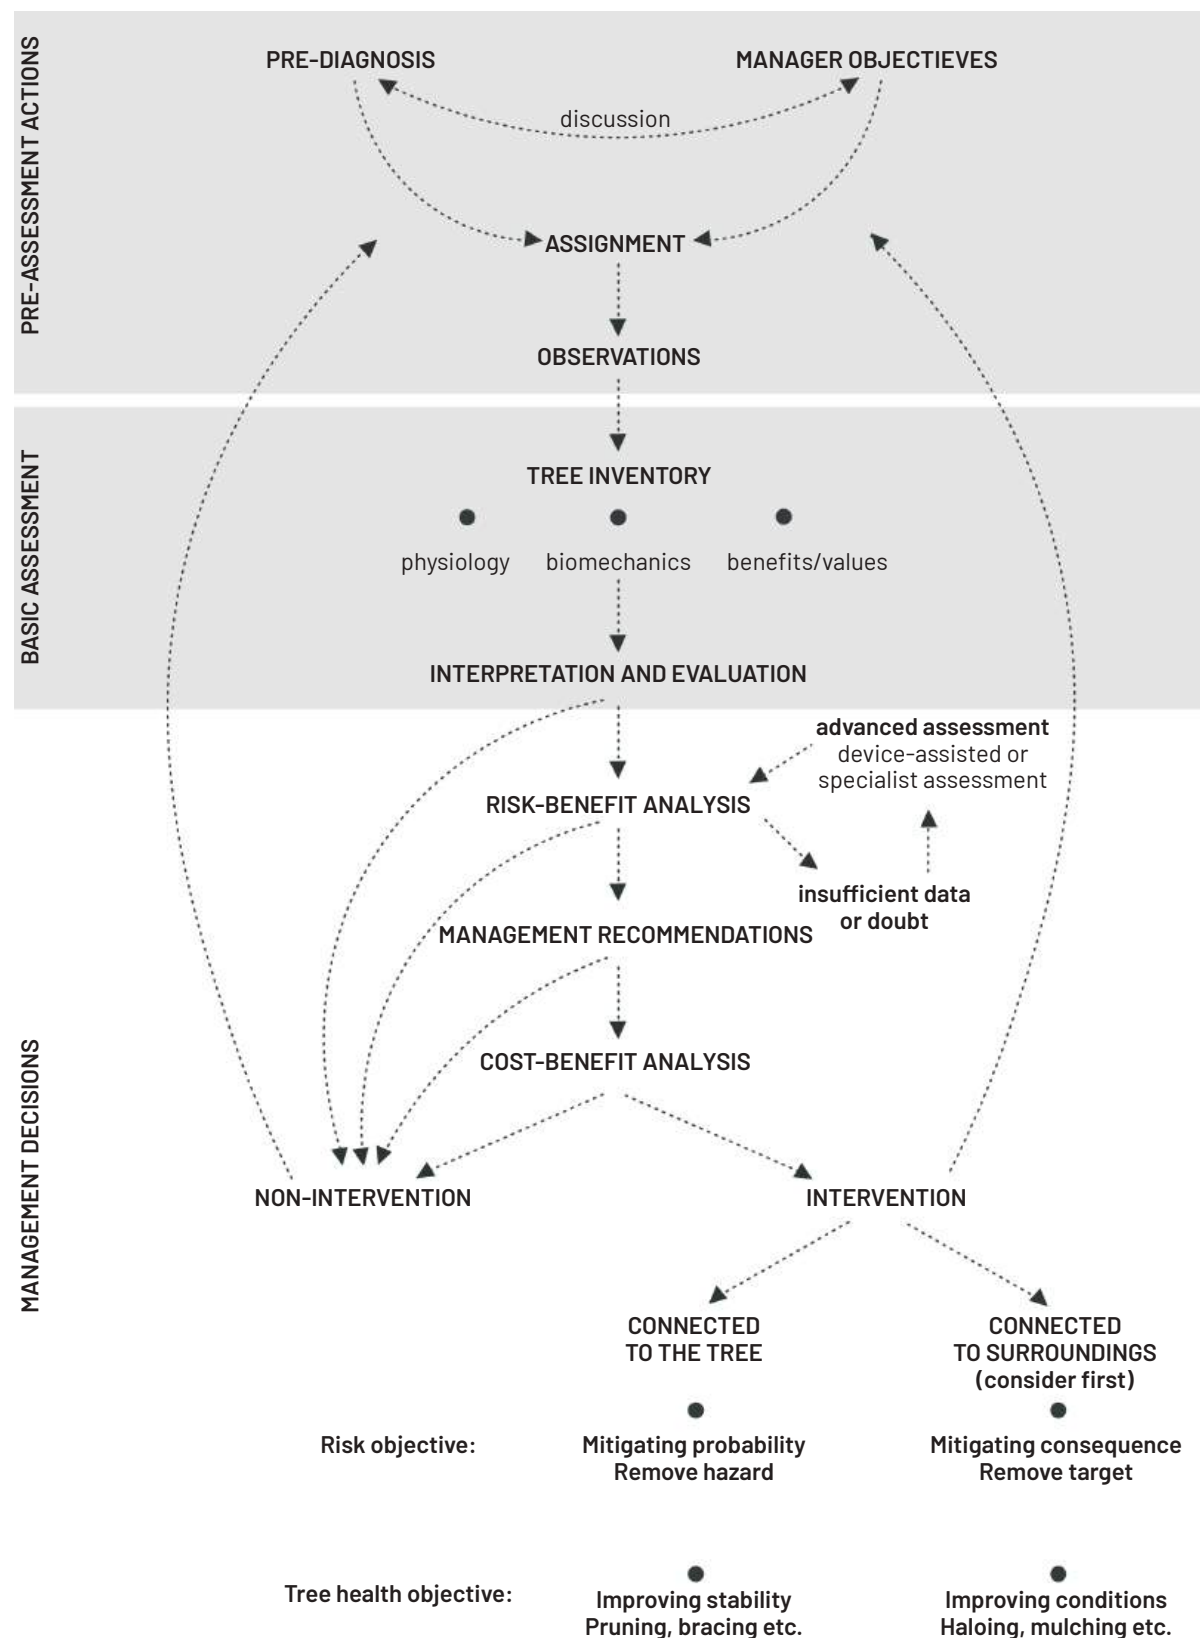 PRE-ASSESSMENT ACTIONS
PRE-DIAGNOSIS
MANAGER OBJECTIEVES
discussion
ASSIGNMENT
OBSERVATIONS
BASIC ASSESSMENT
TREE INVENTORY
physiology
biomechanics
benefits/values
INTERPRETATION AND EVALUATION
MANAGEMENT DECISIONS
advanced assessment
device-assisted or
specialist assessment
RISK-BENEFIT ANALYSIS
insufficient data
or doubt
MANAGEMENT RECOMMENDATIONS
COST-BENEFIT ANALYSIS
NON-INTERVENTION
INTERVENTION
CONNECTED
TO THE TREE
CONNECTED
TO SURROUNDINGS
(consider first)
Risk objective:
Mitigating probability
Remove hazard
Mitigating consequence
Remove target
Tree health objective:
Improving stability
Pruning, bracing etc.
Improving conditions
Haloing, mulching etc.